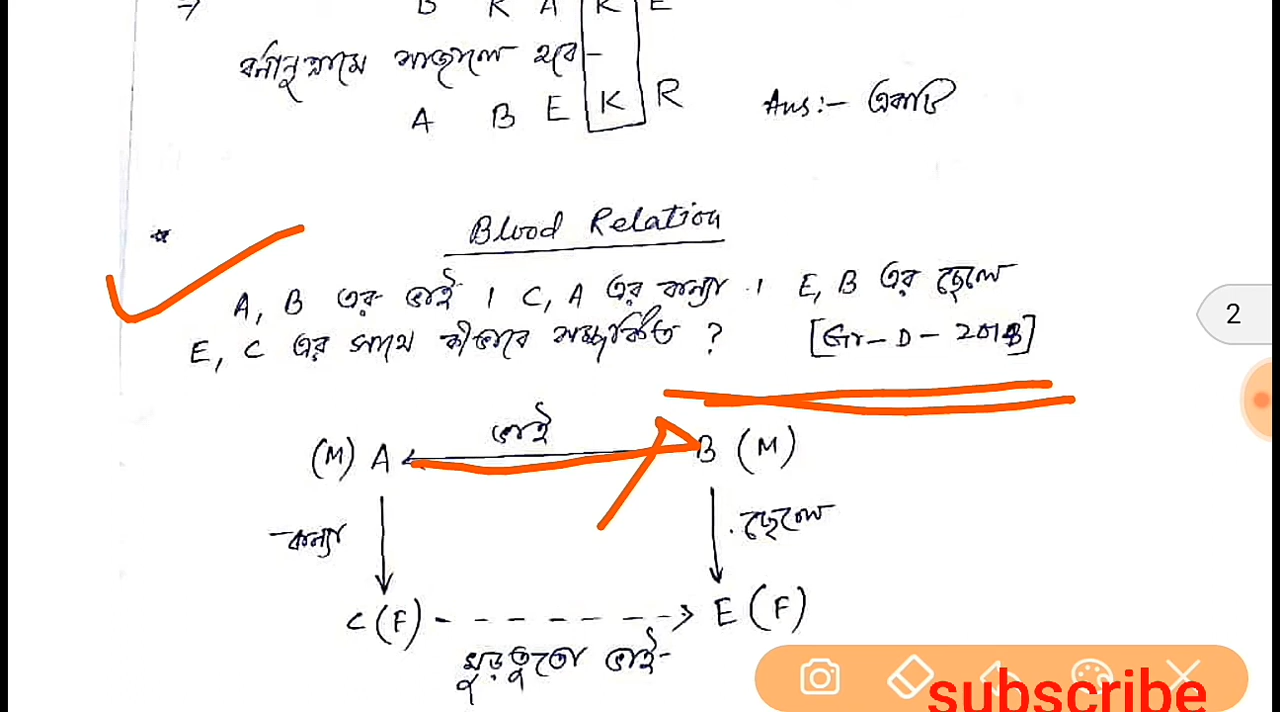 B R A K E
বর্নানুক্রমে সাজালে হবে-
A B E K R
Ans :- একটি
Blood Relation
A, B এর ভাই । C, A এর কন্যা । E, B এর ছেলে
E, C এর সাথে কীভাবে সম্পর্কিত ? [Gr-D-2018]
ভাই
(M) A B (M)
কন্যা ছেলে
C (F) E (F)
খুড়তুতো ভাই
2
subscribe